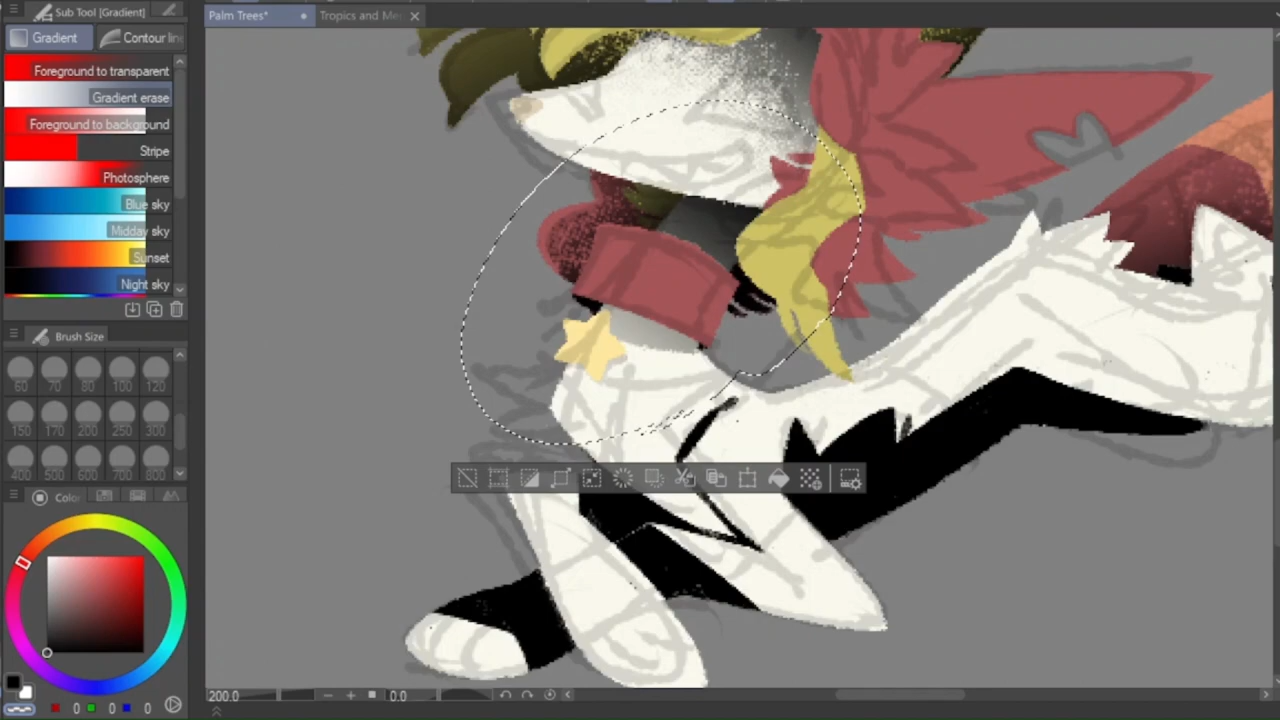 Sub Tool [Gradient]
Palm Trees*
Tropics and Me
Gradient
Contour lin
Foreground to transparent
Gradient erase
Foreground to background
Stripe
Photosphere
Blue sky
Midday sky
Sunset
Night sky
Brush Size
60 70 80 100 120
150 170 200 250 300
400 500 600 700 800
Color
200.0
0.0
0 0 0